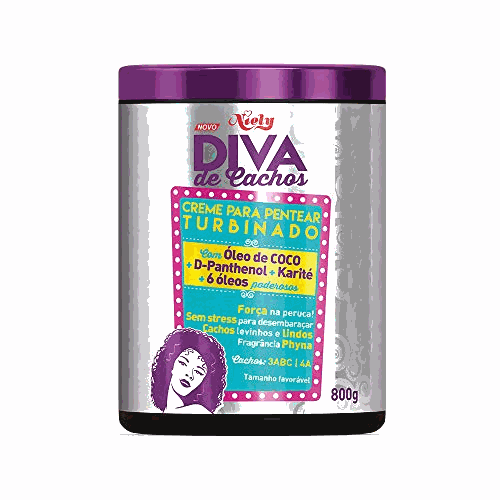 Niely
NOVO
DIVA
de Cachos
CREME PARA PENTEAR
TURBINADO
Com Óleo de COCO
+ D-Panthenol + Karité
+ 6 óleos poderosos
Força na peruca!
Sem stress para desembaraçar
Cachos levinhos e lindos
Fragrância Phyna
Cachos: 3ABC | 4A
Tamanho favorável
800g